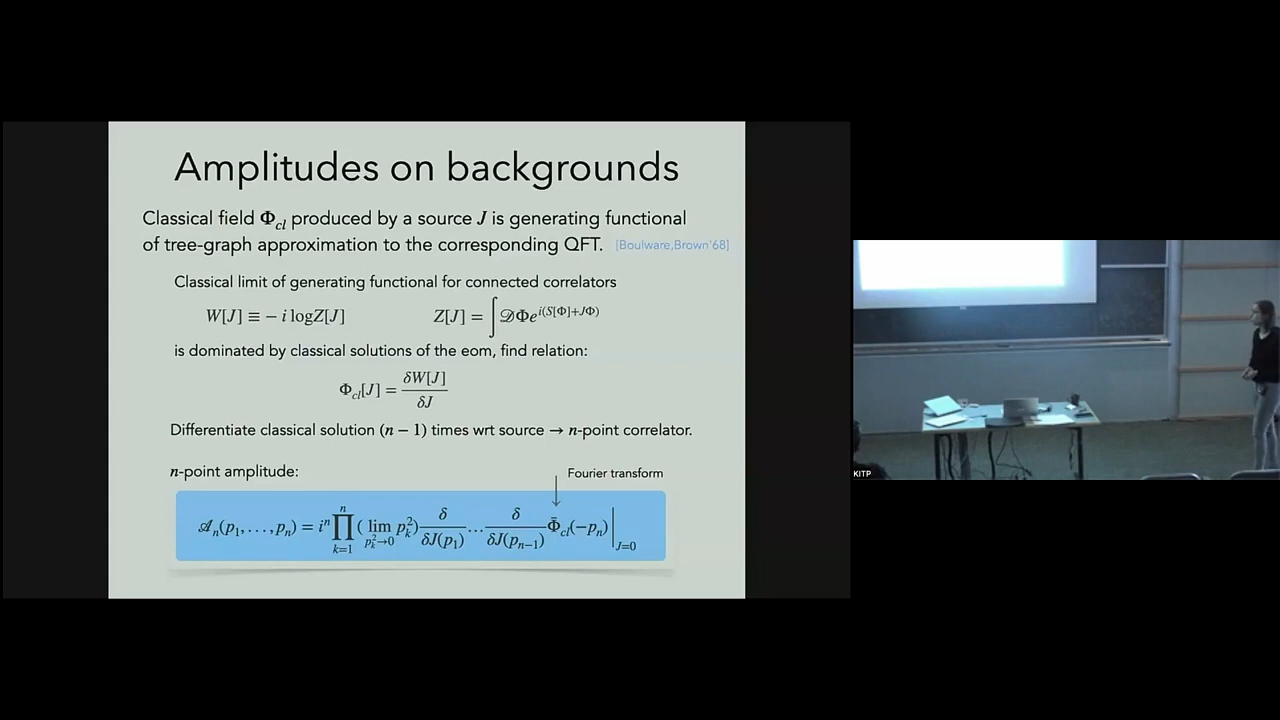 Amplitudes on backgrounds
Classical field Φ_cl produced by a source J is generating functional
of tree-graph approximation to the corresponding QFT. [Boulware,Brown'68]
Classical limit of generating functional for connected correlators
W[J] ≡ − i log Z[J] Z[J] = ∫ 𝒟Φe^{i(S[Φ]+JΦ)}
is dominated by classical solutions of the eom, find relation:
Φ_cl[J] = δW[J] / δJ
Differentiate classical solution (n − 1) times wrt source → n-point correlator.
n-point amplitude: Fourier transform
𝒜_n(p_1, . . . , p_n) = i^n ∏_{k=1}^{n} ( lim_{p_k^2→0} p_k^2) δ/δJ(p_1) … δ/δJ(p_{n−1}) Φ̄_cl(−p_n)|_{J=0}
KITP